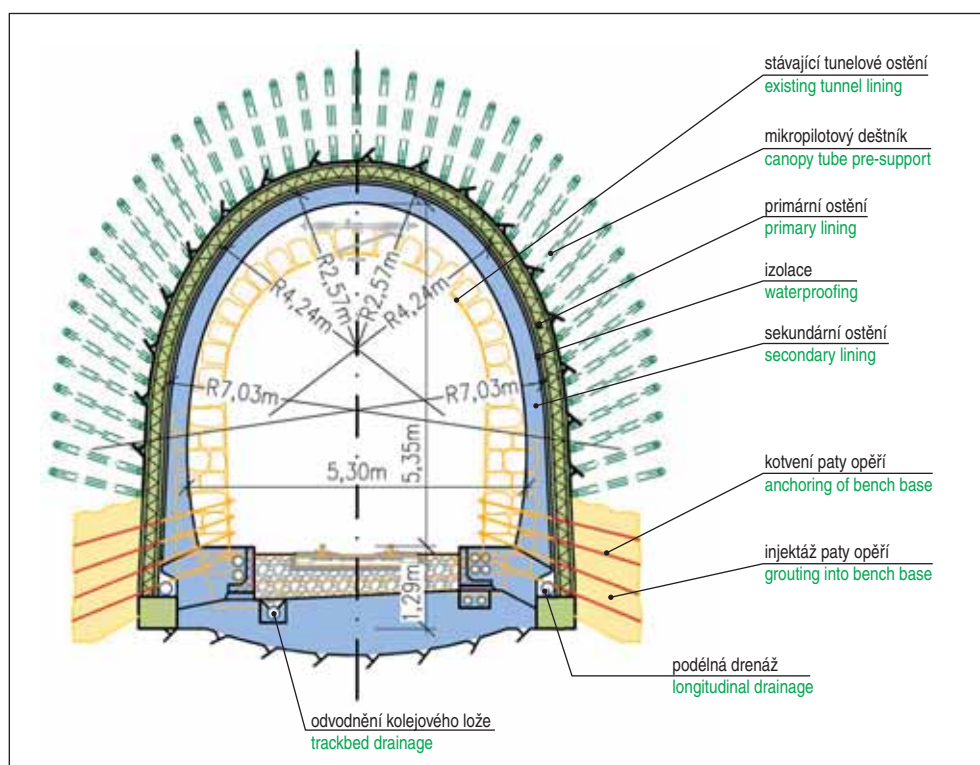 stávající tunelové ostění
existing tunnel lining
mikropilotový deštník
canopy tube pre-support
primární ostění
primary lining
izolace
waterproofing
sekundární ostění
secondary lining
R2,57m
R2,57m
R4,24m
R4,24m
R7,03m
R7,03m
5,30m
5,35m
1,29m
kotvení paty opěří
anchoring of bench base
injektáž paty opěří
grouting into bench base
podélná drenáž
longitudinal drainage
odvodnění kolejového lože
trackbed drainage